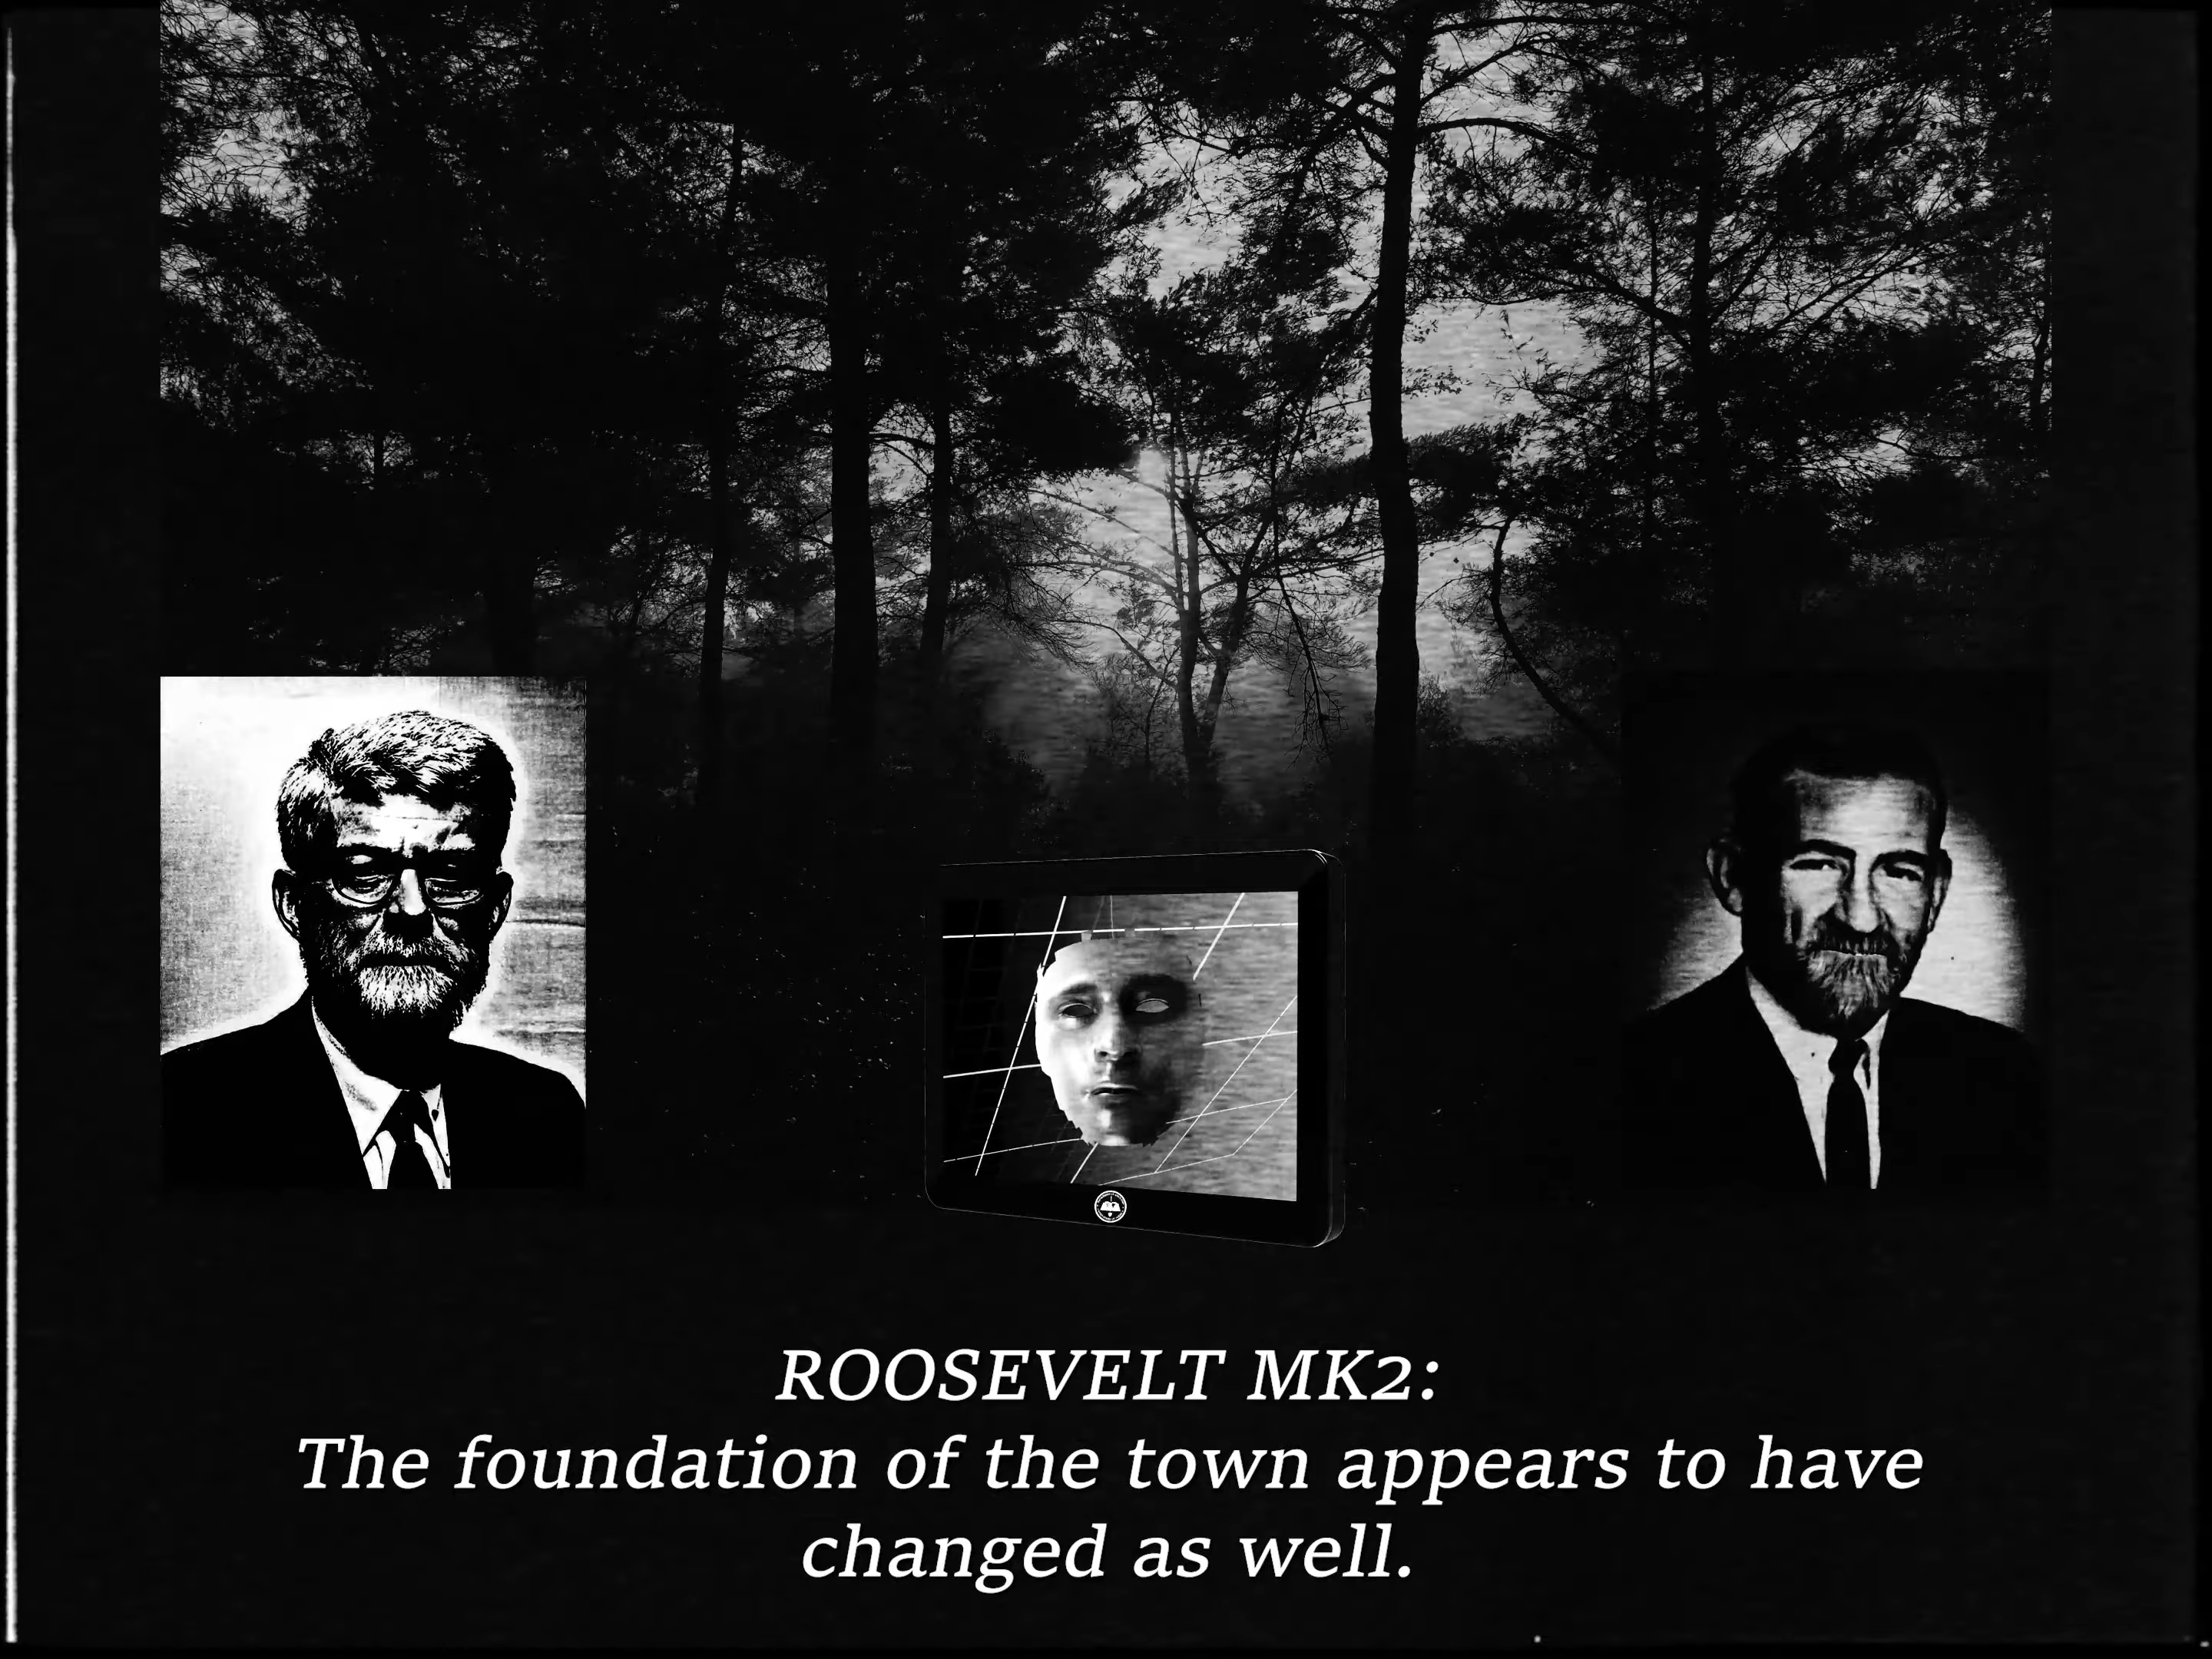 ROOSEVELT MK2:
The foundation of the town appears to have
changed as well.